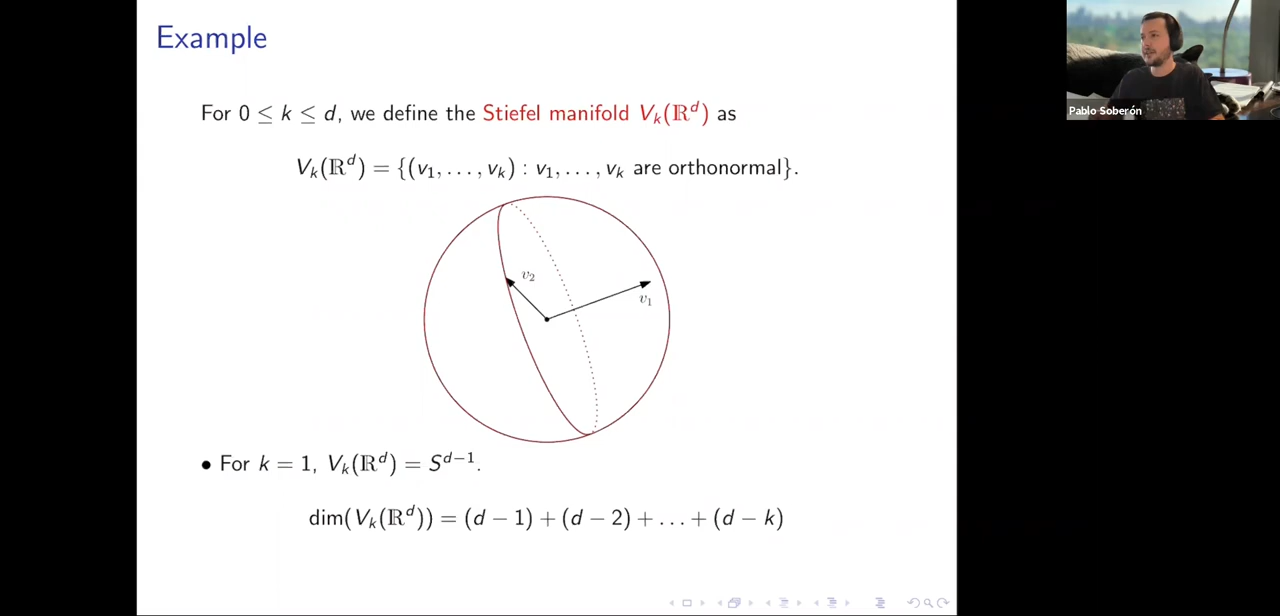 Example
For 0 ≤ k ≤ d, we define the Stiefel manifold V_k(ℝ^d) as
V_k(ℝ^d) = {(v_1, . . . , v_k) : v_1, . . . , v_k are orthonormal}.
v_2
v_1
• For k = 1, V_k(ℝ^d) = S^{d−1}.
dim(V_k(ℝ^d)) = (d − 1) + (d − 2) + . . . + (d − k)
Pablo Soberón